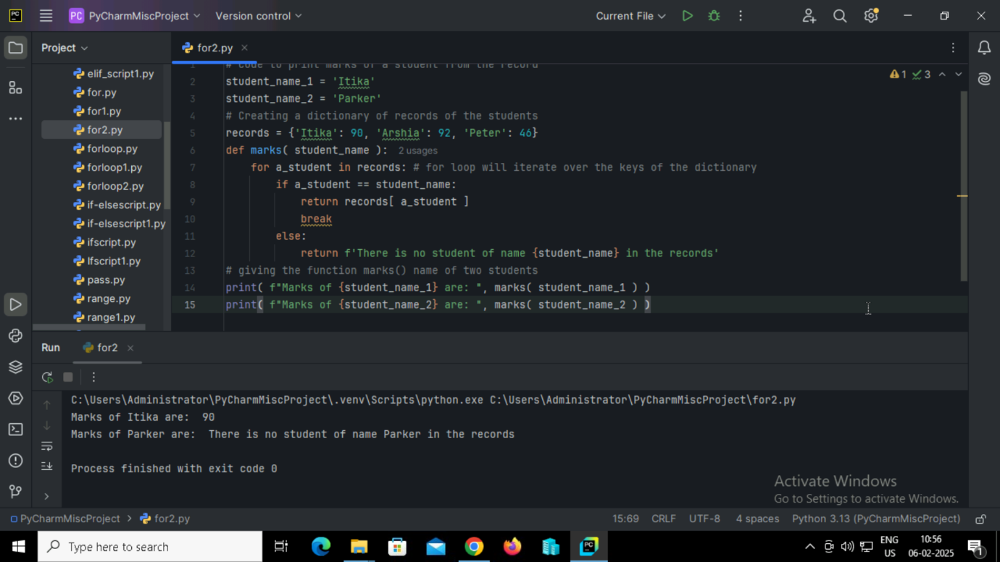 PC
PC PyCharmMiscProject
Version control
Current File
Project
for2.py
elif_script1.py
for.py
for1.py
for2.py
forloop.py
forloop1.py
forloop2.py
if-elsescript.py
if-elsescript1.py
ifscript.py
Ifscript1.py
pass.py
range.py
range1.py
1 3
1 # Code to print marks of a student from the record
2 student_name_1 = 'Itika'
3 student_name_2 = 'Parker'
4 # Creating a dictionary of records of the students
5 records = {'Itika': 90, 'Arshia': 92, 'Peter': 46}
6 def marks( student_name ): 2 usages
7 for a_student in records: # for loop will iterate over the keys of the dictionary
8 if a_student == student_name:
9 return records[ a_student ]
10 break
11 else:
12 return f'There is no student of name {student_name} in the records'
13 # giving the function marks() name of two students
14 print( f"Marks of {student_name_1} are: ", marks( student_name_1 ) )
15 print( f"Marks of {student_name_2} are: ", marks( student_name_2 ) )
Run for2
C:\Users\Administrator\PyCharmMiscProject\.venv\Scripts\python.exe C:\Users\Administrator\PyCharmMiscProject\for2.py
Marks of Itika are:  90
Marks of Parker are:  There is no student of name Parker in the records
Process finished with exit code 0
Activate Windows
Go to Settings to activate Windows.
PyCharmMiscProject > for2.py
15:69 CRLF UTF-8 4 spaces Python 3.13 (PyCharmMiscProject)
Type here to search
PC
ENG
US
10:56
06-02-2025
1